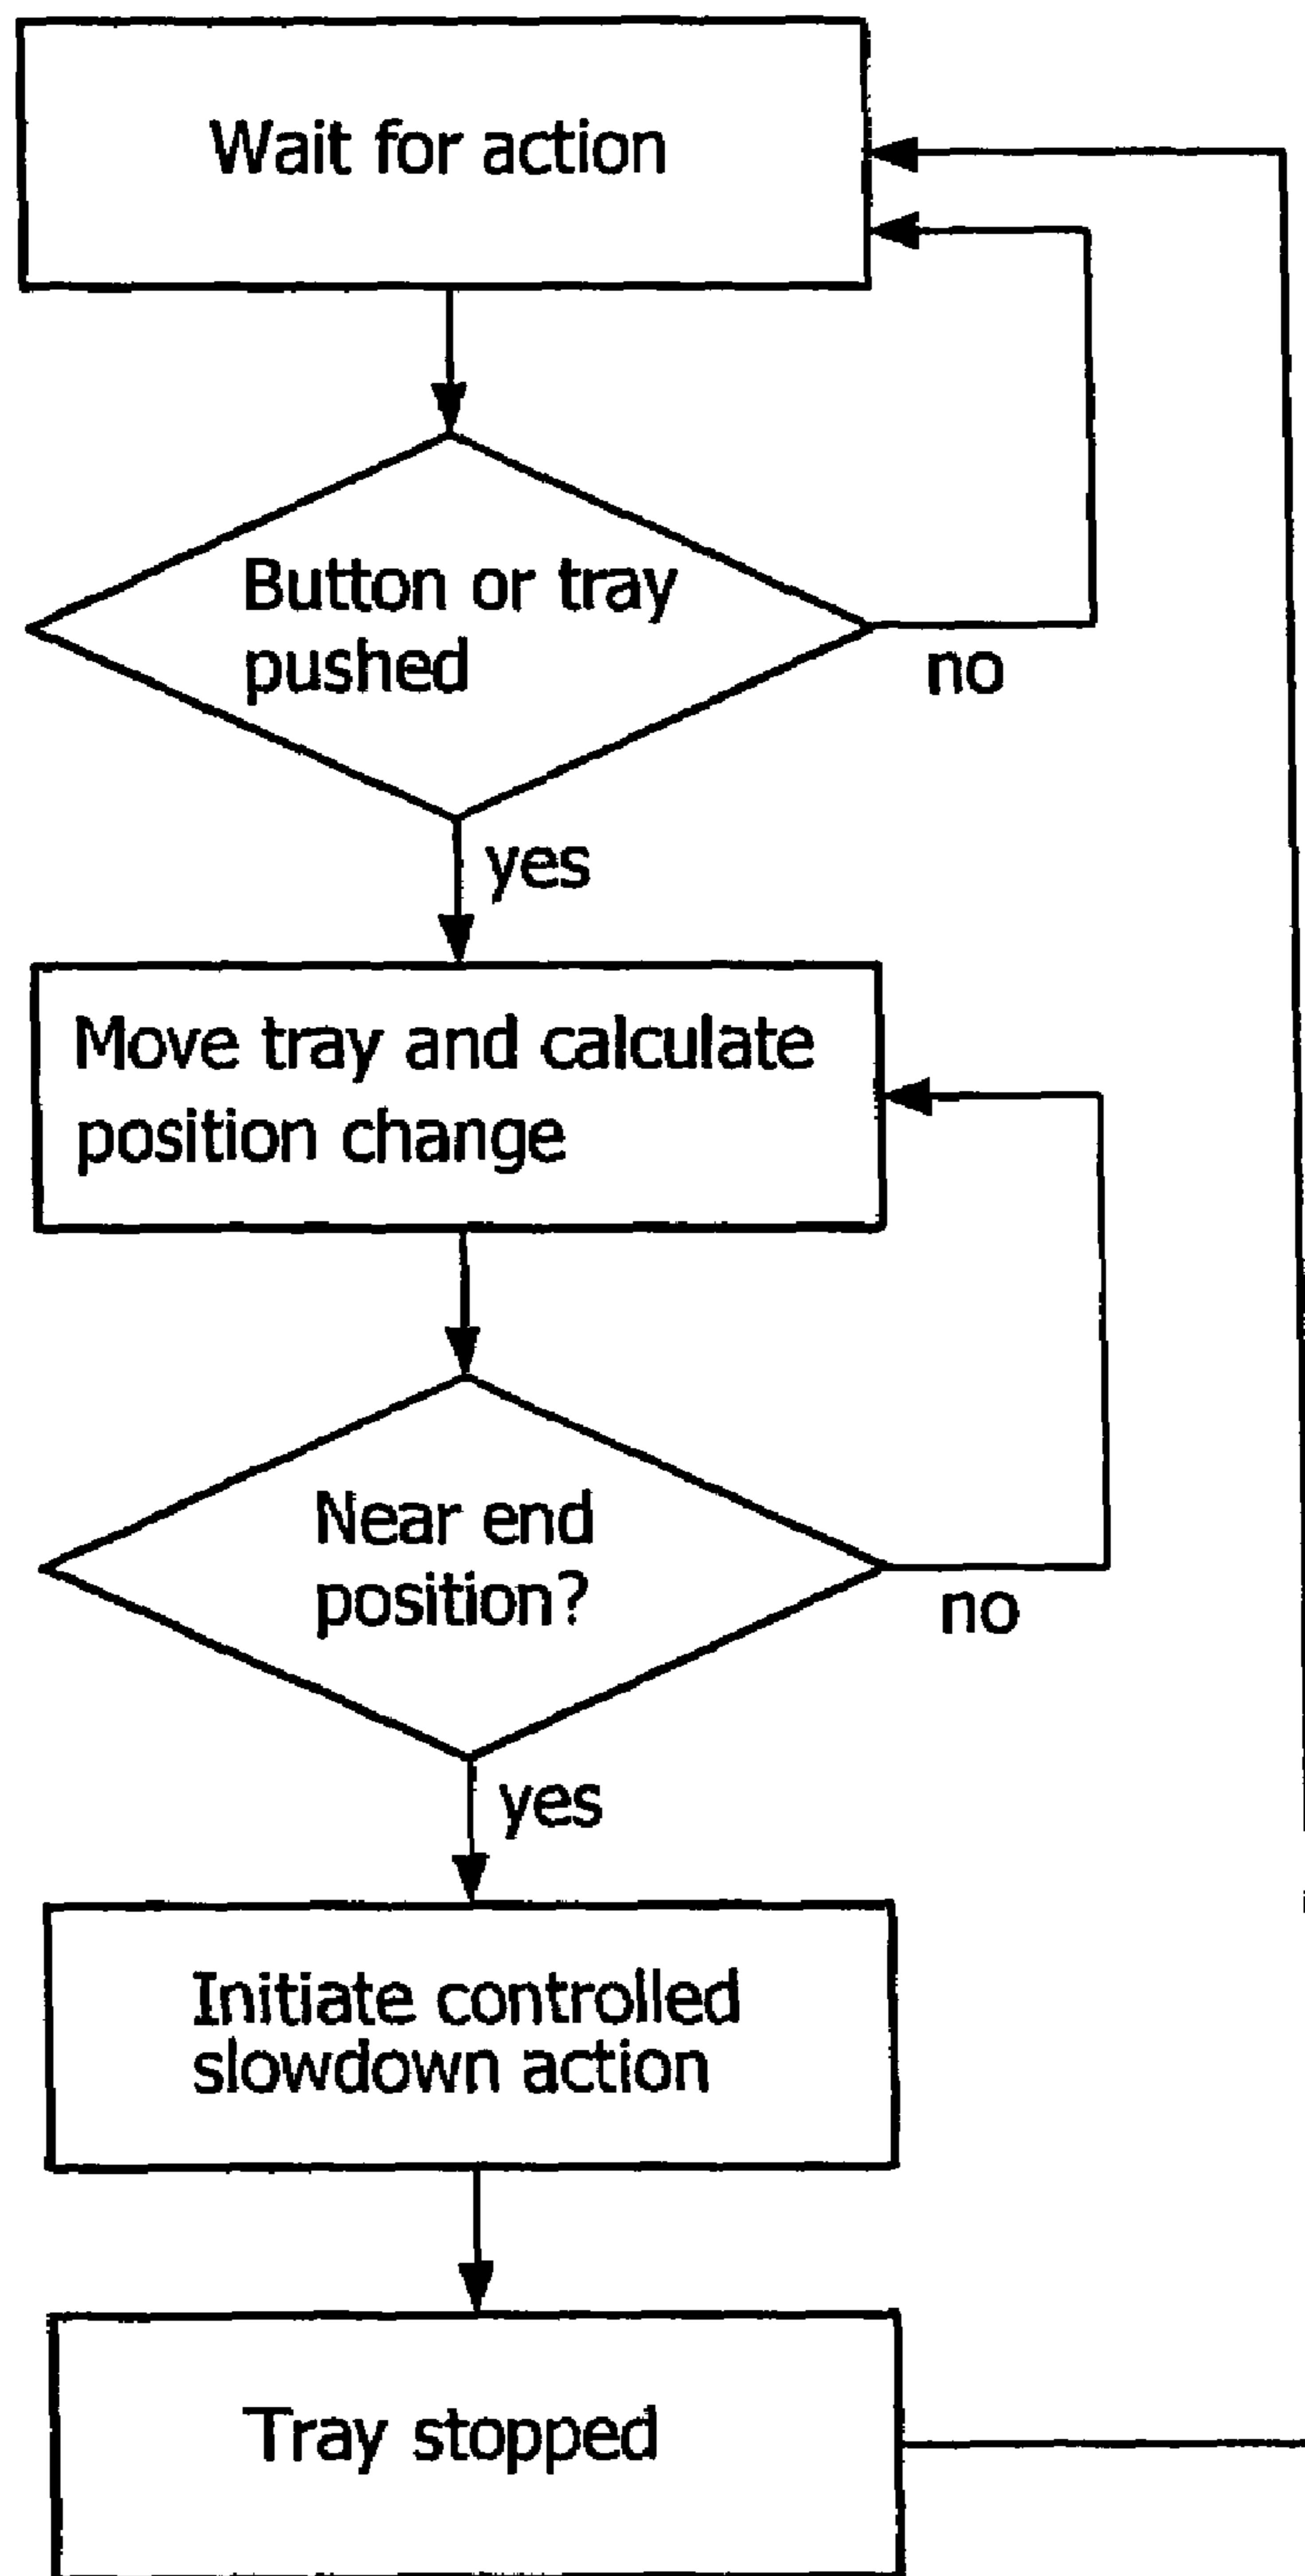 Wait for action
Button or tray
pushed
no
yes
Move tray and calculate
position change
Near end
position?
no
yes
Initiate controlled
slowdown action
Tray stopped